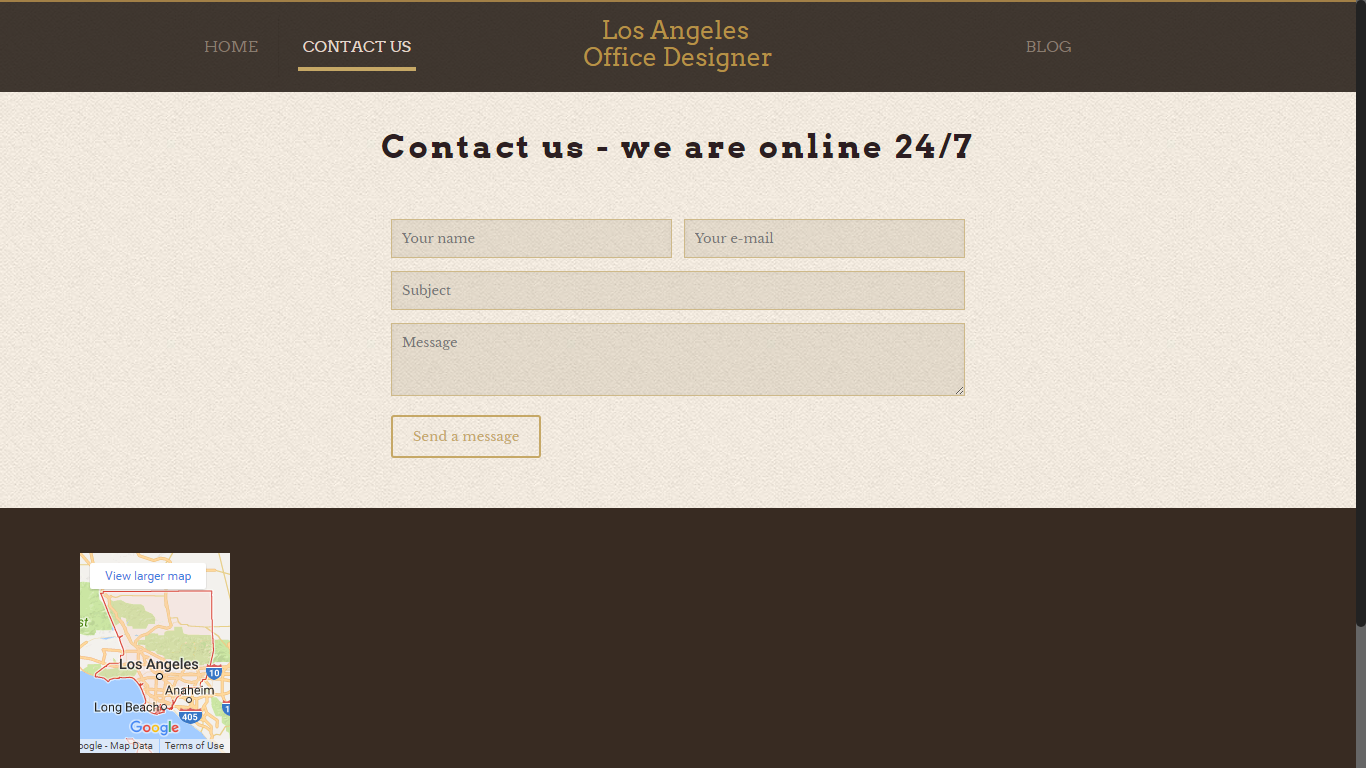 HOME
CONTACT US
Los Angeles
Office Designer
BLOG
Contact us - we are online 24/7
Your name
Your e-mail
Subject
Message
Send a message
View larger map
st
Los Angeles
10
Anaheim
Long Beach
405
1
Google
oogle - Map Data
Terms of Use